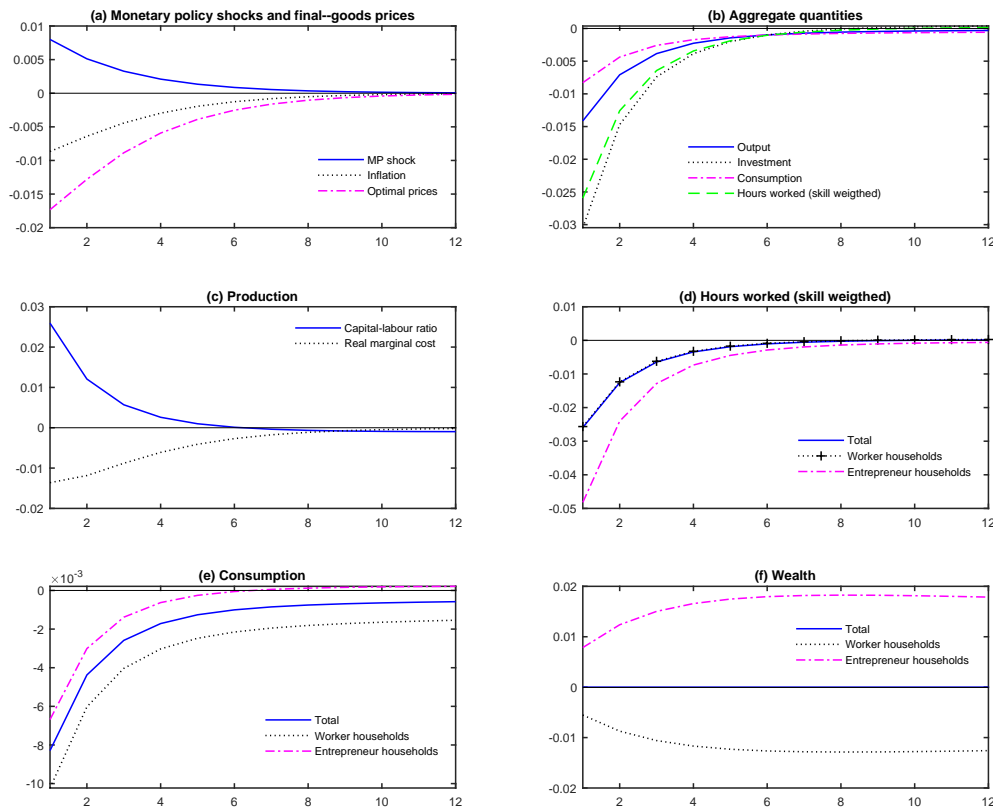 (a) Monetary policy shocks and final--goods prices
0.01
0.005
0
-0.005
-0.01
-0.015
-0.02
MP shock
Inflation
Optimal prices
2 4 6 8 10 12
(b) Aggregate quantities
0
-0.005
-0.01
-0.015
-0.02
-0.025
-0.03
Output
Investment
Consumption
Hours worked (skill weigthed)
2 4 6 8 10 12
(c) Production
0.03
0.02
0.01
0
-0.01
-0.02
Capital-labour ratio
Real marginal cost
2 4 6 8 10 12
(d) Hours worked (skill weigthed)
0.01
0
-0.01
-0.02
-0.03
-0.04
-0.05
Total
Worker households
Entrepreneur households
2 4 6 8 10 12
(e) Consumption
×10⁻³
0
-2
-4
-6
-8
-10
Total
Worker households
Entrepreneur households
2 4 6 8 10 12
(f) Wealth
0.02
0.01
0
-0.01
-0.02
Total
Worker households
Entrepreneur households
2 4 6 8 10 12